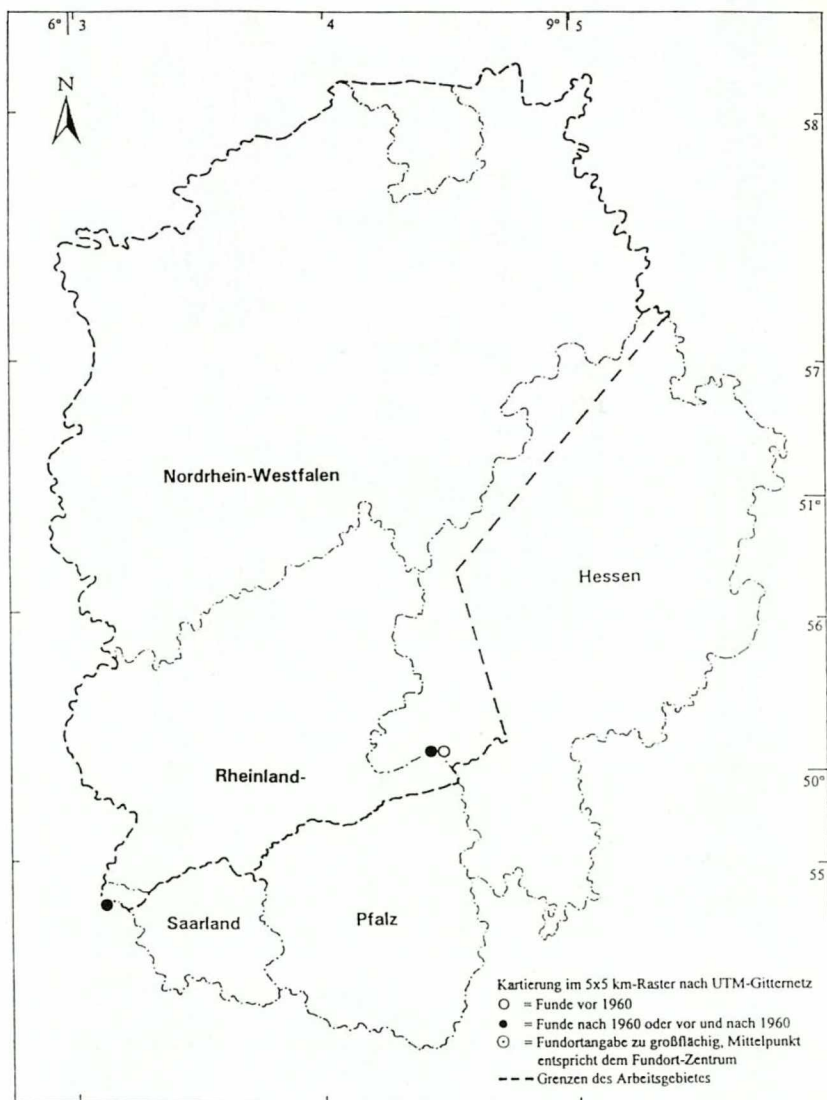 6° 3 4 9° 5
N
58
57
Nordrhein-Westfalen
51°
Hessen
56
Rheinland-
50°
55
Saarland
Pfalz
Kartierung im 5x5 km-Raster nach UTM-Gitternetz
= Funde vor 1960
= Funde nach 1960 oder vor und nach 1960
= Fundortangabe zu großflächig, Mittelpunkt
entspricht dem Fundort-Zentrum
Grenzen des Arbeitsgebietes